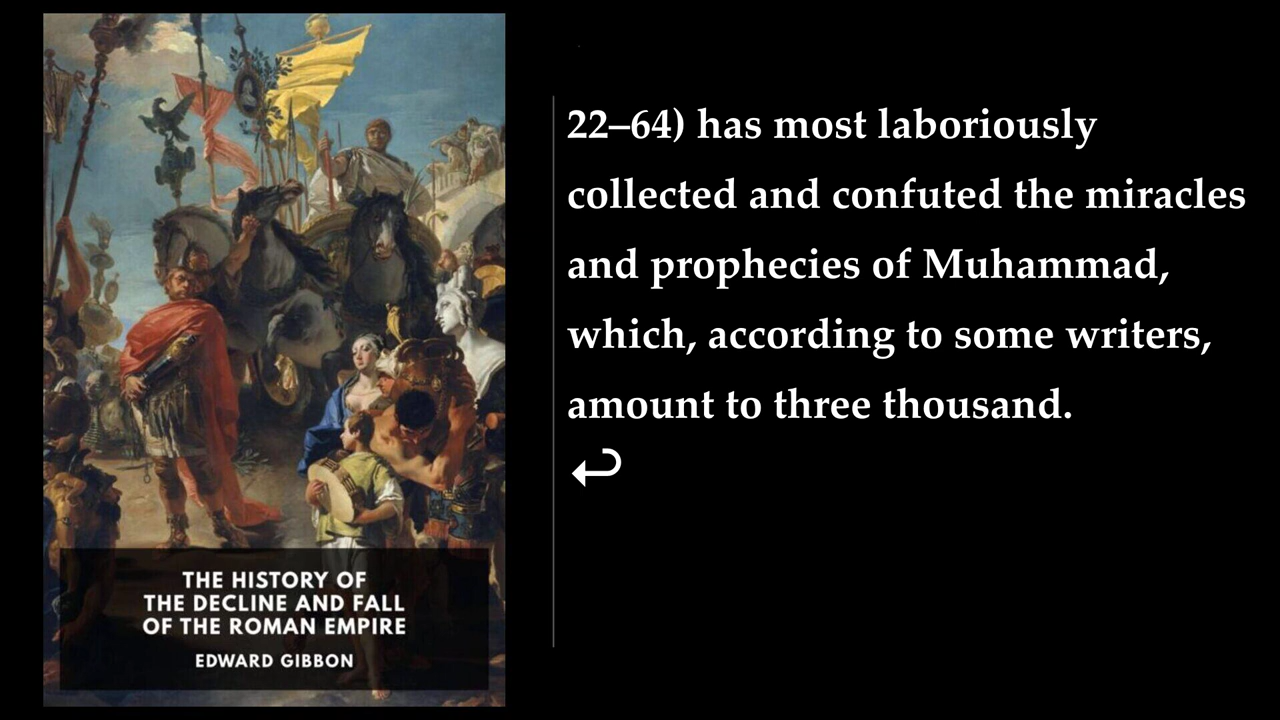 22–64) has most laboriously
collected and confuted the miracles
and prophecies of Muhammad,
which, according to some writers,
amount to three thousand.
↩
THE HISTORY OF
THE DECLINE AND FALL
OF THE ROMAN EMPIRE
EDWARD GIBBON